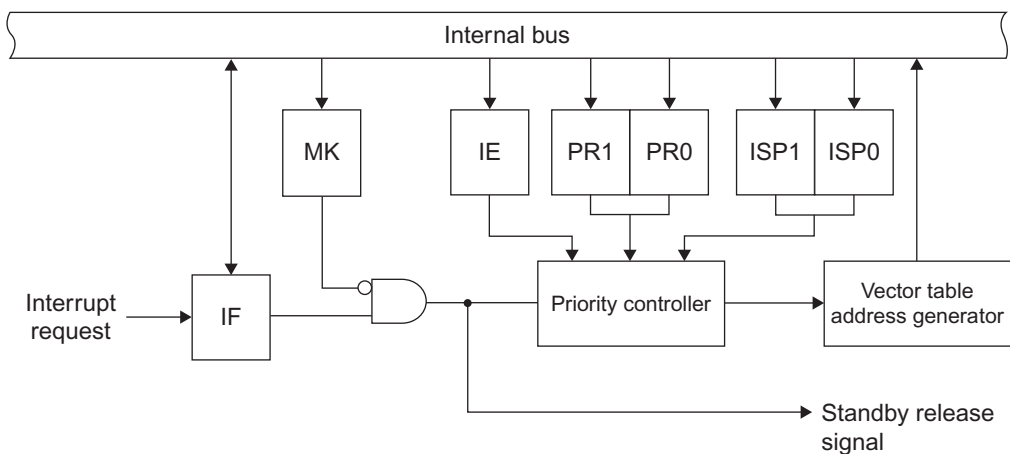 Internal bus
MK
IE
PR1
PR0
ISP1
ISP0
Interrupt
request
IF
Priority controller
Vector table
address generator
Standby release
signal